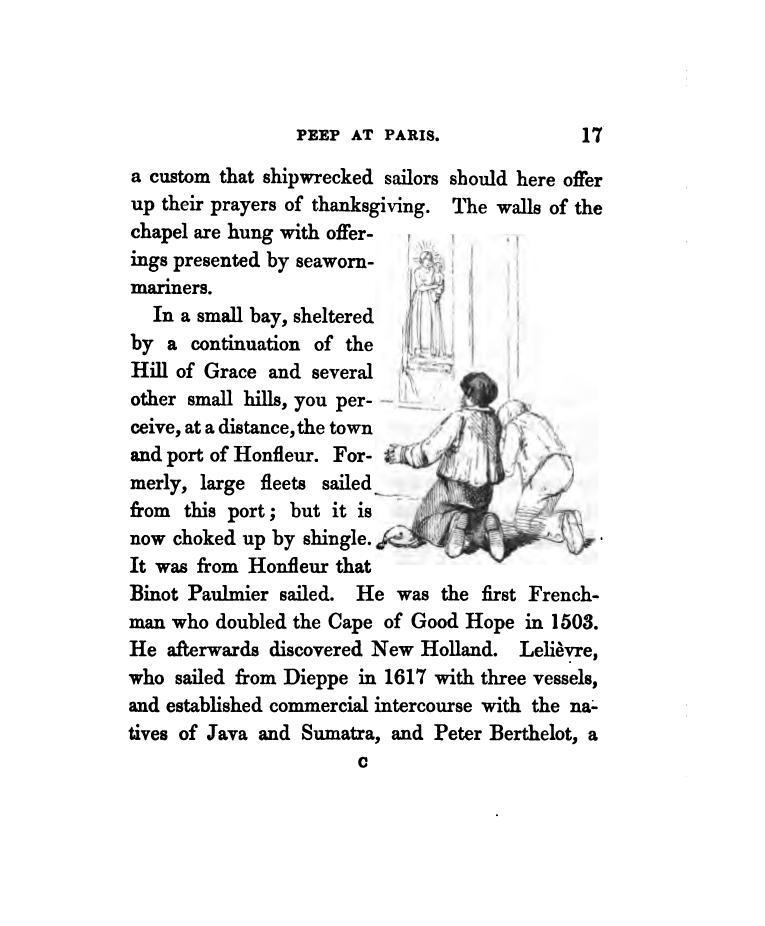 PEEP AT PARIS. 17
a custom that shipwrecked sailors should here offer
up their prayers of thanksgiving. The walls of the
chapel are hung with offer-
ings presented by seaworn-
mariners.
In a small bay, sheltered
by a continuation of the
Hill of Grace and several
other small hills, you per-
ceive, at a distance, the town
and port of Honfleur. For-
merly, large fleets sailed
from this port; but it is
now choked up by shingle.
It was from Honfleur that
Binot Paulmier sailed. He was the first French-
man who doubled the Cape of Good Hope in 1503.
He afterwards discovered New Holland. Lelièvre,
who sailed from Dieppe in 1617 with three vessels,
and established commercial intercourse with the na-
tives of Java and Sumatra, and Peter Berthelot, a
C